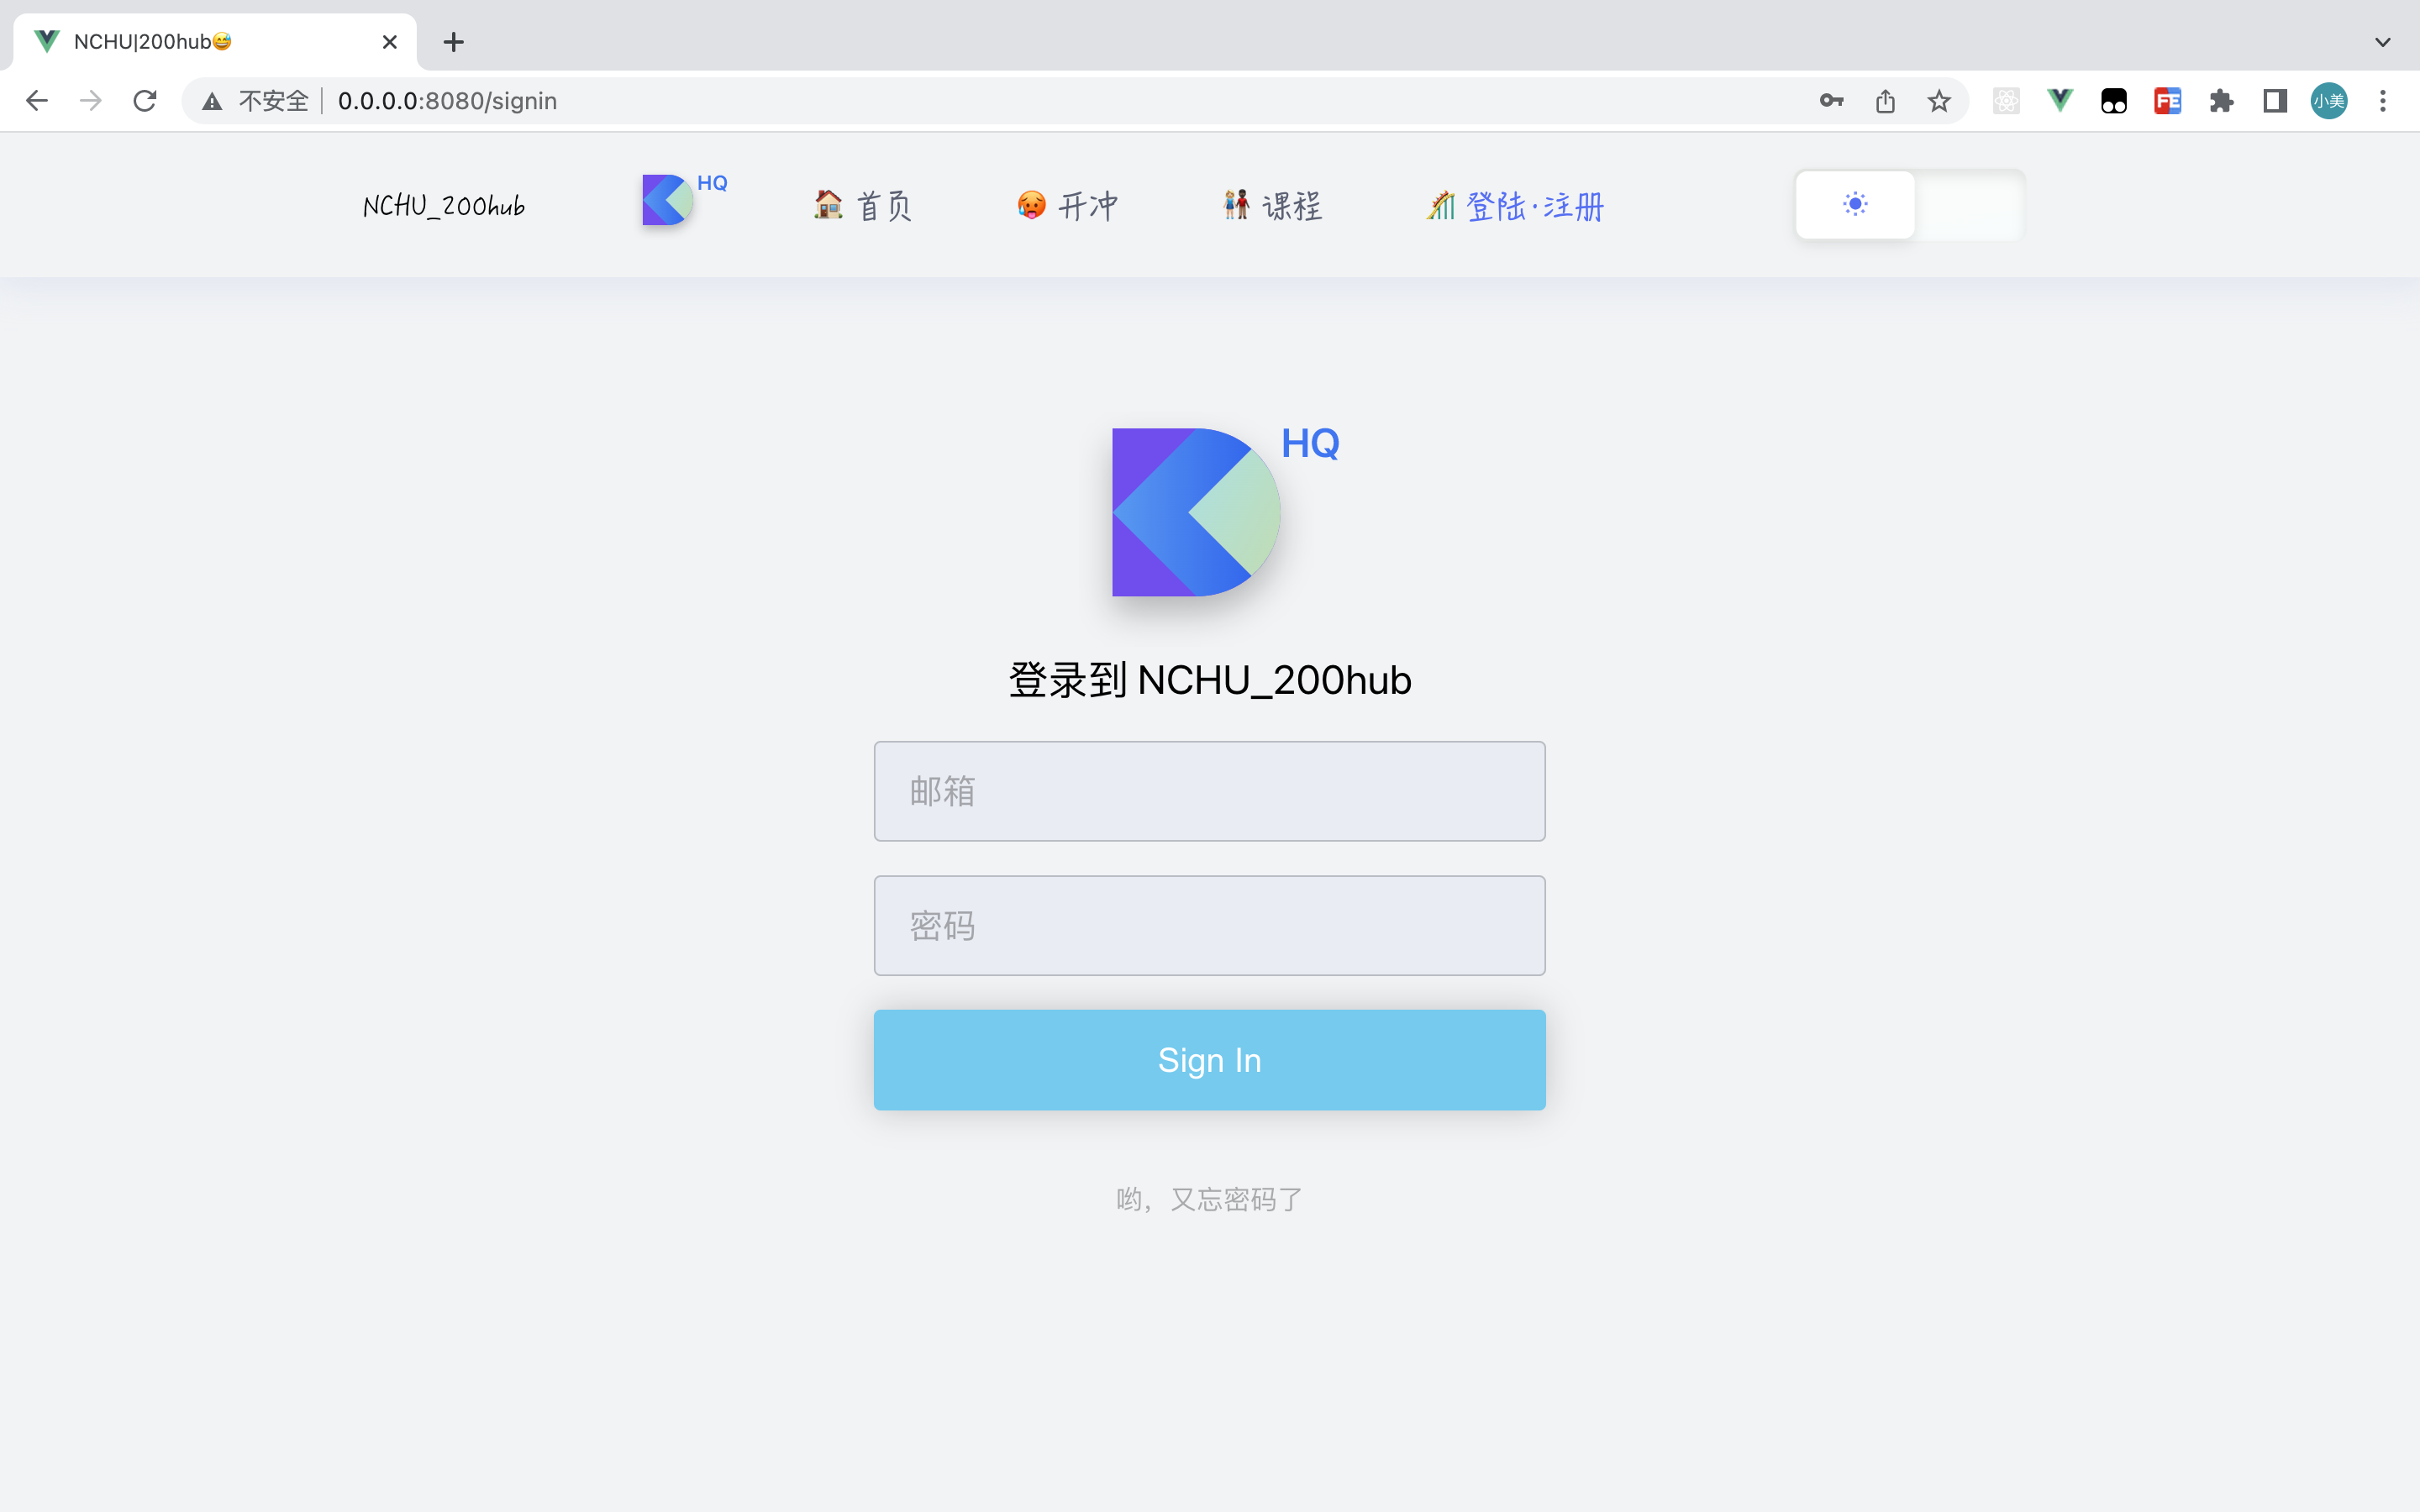 NCHU|200hub😅
不安全 0.0.0.0:8080/signin
FE
小美
NCHU_200hub
HQ
🏠 首页
🥵 开冲
👭 课程
🎢 登陆·注册
HQ
登录到 NCHU_200hub
邮箱
密码
Sign In
哟，又忘密码了